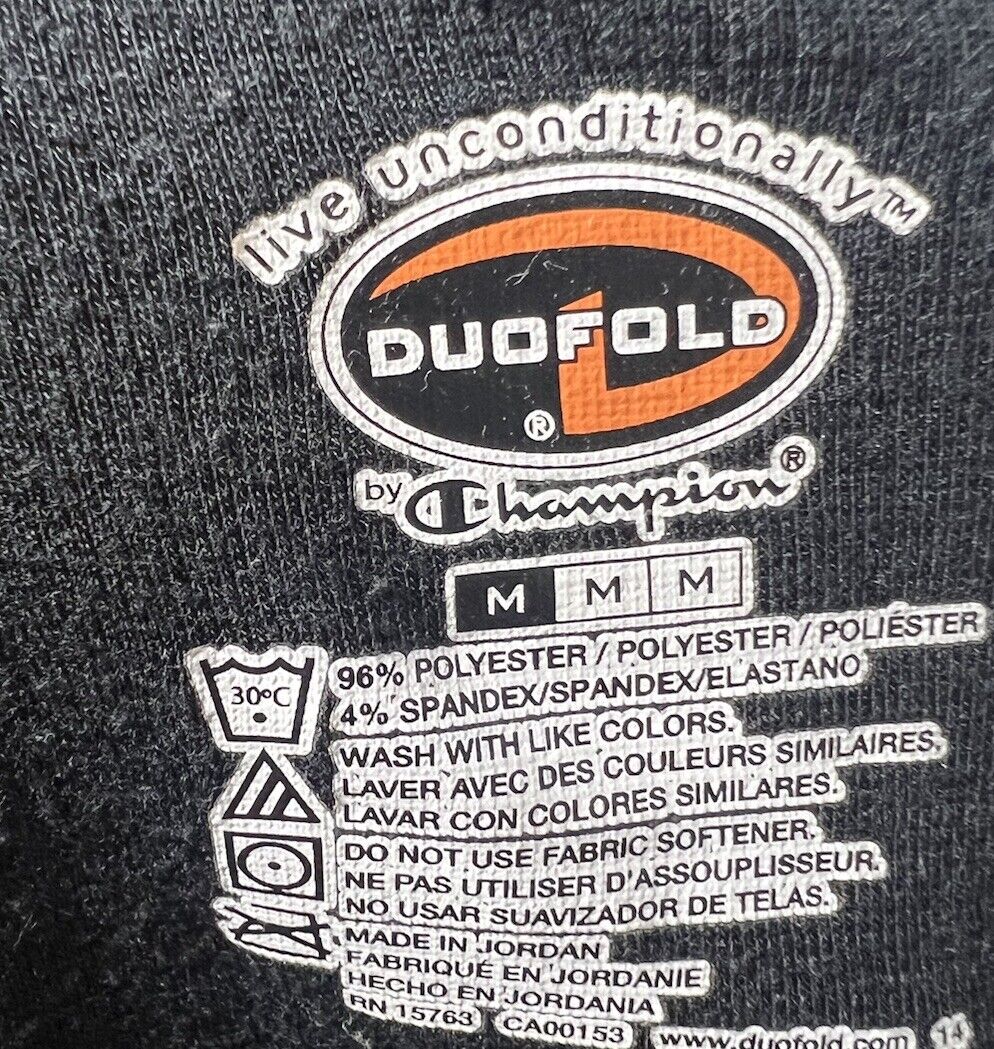 live unconditionally™
DUOFOLD
®
by Champion®
M M M
96% POLYESTER / POLYESTER / POLIÉSTER
4% SPANDEX/SPANDEX/ELASTANO
30ºC
WASH WITH LIKE COLORS.
LAVER AVEC DES COULEURS SIMILAIRES.
LAVAR CON COLORES SIMILARES.
DO NOT USE FABRIC SOFTENER.
NE PAS UTILISER D'ASSOUPLISSEUR.
NO USAR SUAVIZADOR DE TELAS.
MADE IN JORDAN
FABRIQUÉ EN JORDANIE
HECHO EN JORDANIA
RN 15763 CA00153 www.duofold.com 14